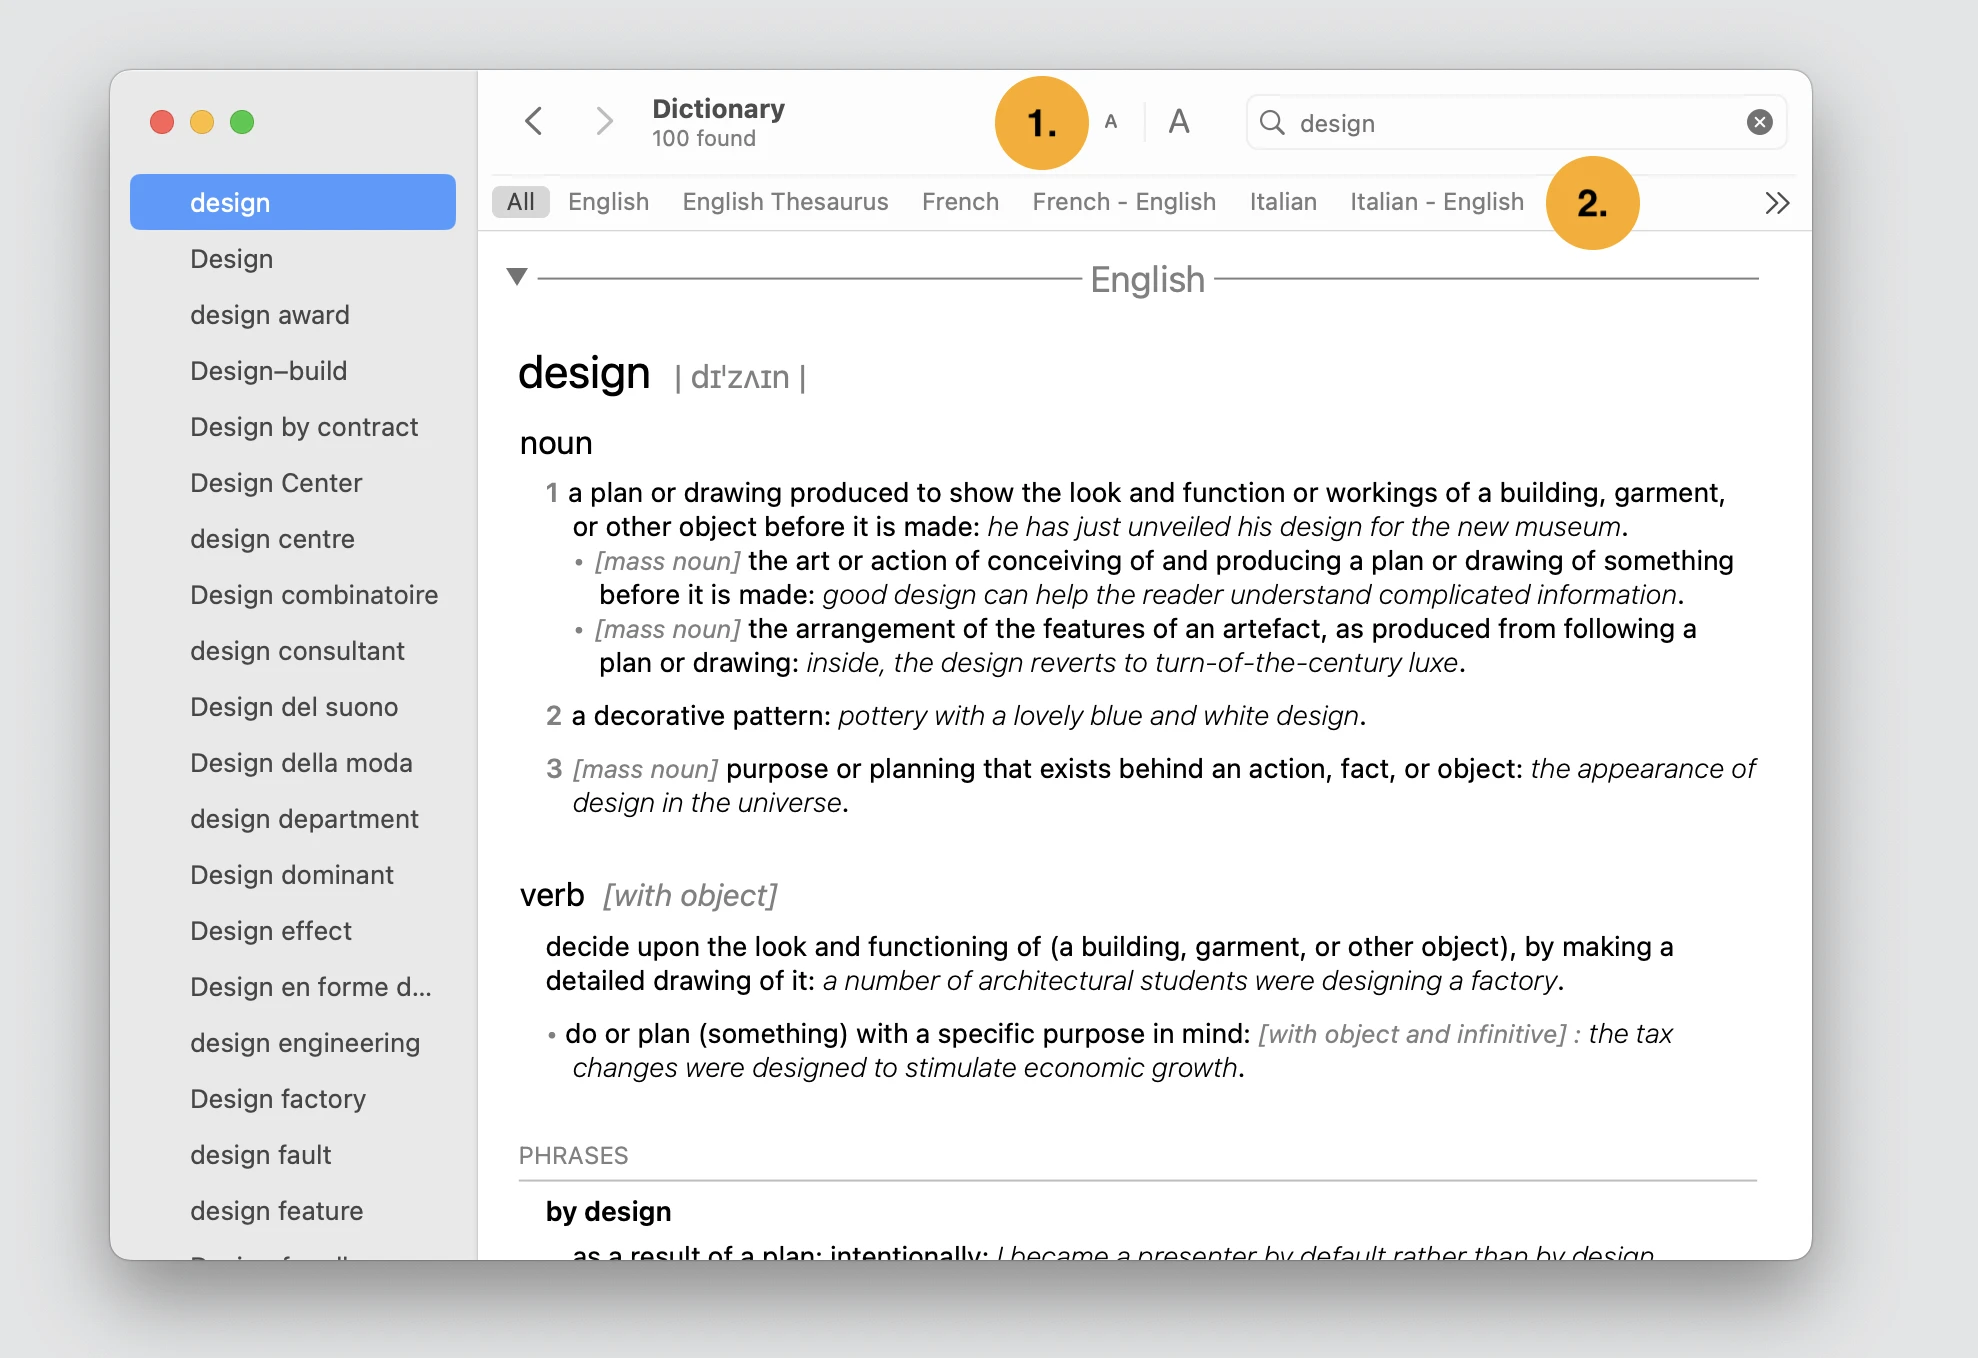 Dictionary
100 found
1.
A
A
design
All
English
English Thesaurus
French
French - English
Italian
Italian - English
2.
design
Design
design award
Design–build
Design by contract
Design Center
design centre
Design combinatoire
design consultant
Design del suono
Design della moda
design department
Design dominant
Design effect
Design en forme d...
design engineering
Design factory
design fault
design feature
English
design | dɪˈzʌɪn |
noun
1 a plan or drawing produced to show the look and function or workings of a building, garment,
or other object before it is made: he has just unveiled his design for the new museum.
• [mass noun] the art or action of conceiving of and producing a plan or drawing of something
before it is made: good design can help the reader understand complicated information.
• [mass noun] the arrangement of the features of an artefact, as produced from following a
plan or drawing: inside, the design reverts to turn-of-the-century luxe.
2 a decorative pattern: pottery with a lovely blue and white design.
3 [mass noun] purpose or planning that exists behind an action, fact, or object: the appearance of
design in the universe.
verb [with object]
decide upon the look and functioning of (a building, garment, or other object), by making a
detailed drawing of it: a number of architectural students were designing a factory.
• do or plan (something) with a specific purpose in mind: [with object and infinitive] : the tax
changes were designed to stimulate economic growth.
PHRASES
by design
as a result of a plan; intentionally: I became a presenter by default rather than by design.